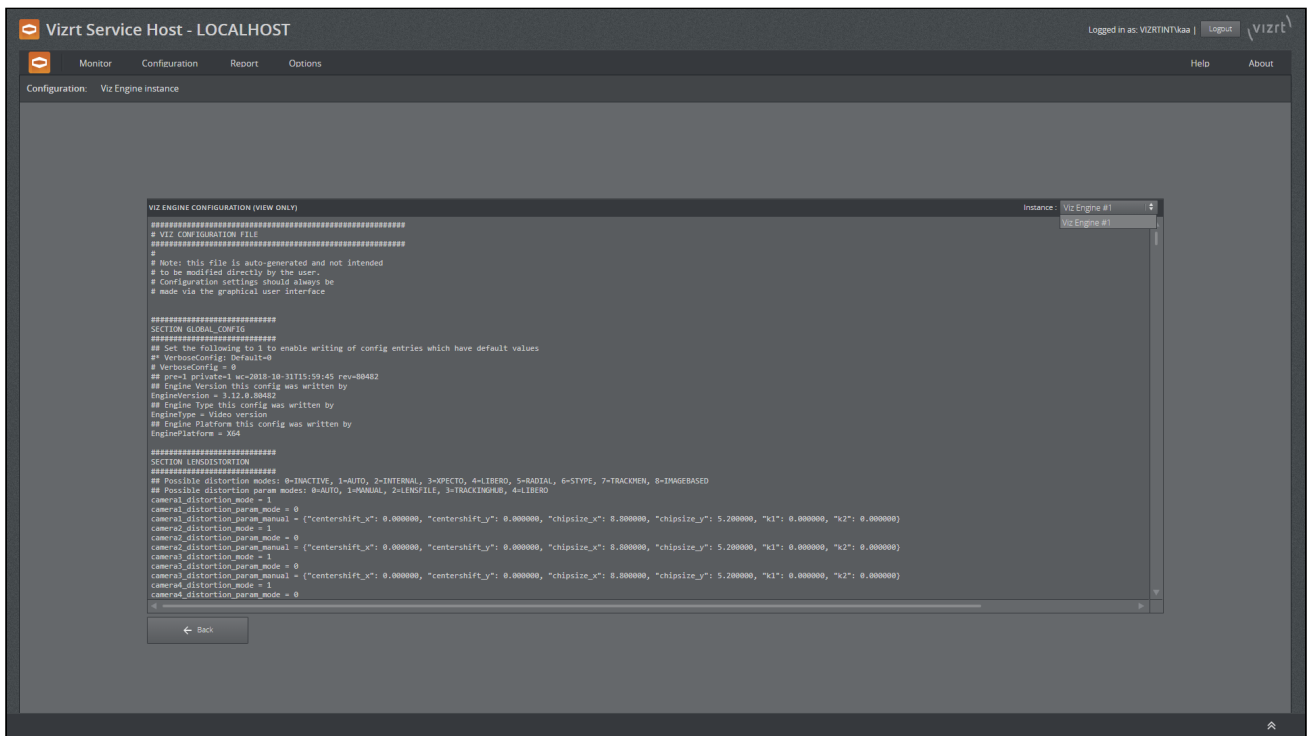 Vizrt Service Host - LOCALHOST
Logged in as: VIZRTINT\kaa | Logout vizrt
Monitor Configuration Report Options Help About
Configuration: Viz Engine instance
VIZ ENGINE CONFIGURATION (VIEW ONLY) Instance : Viz Engine #1
Viz Engine #1
#########################################################
# VIZ CONFIGURATION FILE
#########################################################
#
# Note: this file is auto-generated and not intended
# to be modified directly by the user.
# Configuration settings should always be
# made via the graphical user interface
############################
SECTION GLOBAL_CONFIG
############################
## Set the following to 1 to enable writing of config entries which have default values
#* VerboseConfig: Default=0
# VerboseConfig = 0
## pre=1 private=1 wc=2018-10-31T15:59:45 rev=80482
## Engine Version this config was written by
EngineVersion = 3.12.0.80482
## Engine Type this config was written by
EngineType = Video version
## Engine Platform this config was written by
EnginePlatform = X64
############################
SECTION LENSDISTORTION
############################
## Possible distortion modes: 0=INACTIVE, 1=AUTO, 2=INTERNAL, 3=XPECTO, 4=LIBERO, 5=RADIAL, 6=STYPE, 7=TRACKMEN, 8=IMAGEBASED
## Possible distortion param modes: 0=AUTO, 1=MANUAL, 2=LENSFILE, 3=TRACKINGHUB, 4=LIBERO
camera1_distortion_mode = 1
camera1_distortion_param_mode = 0
camera1_distortion_param_manual = {"centershift_x": 0.000000, "centershift_y": 0.000000, "chipsize_x": 8.800000, "chipsize_y": 5.200000, "k1": 0.000000, "k2": 0.000000}
camera2_distortion_mode = 1
camera2_distortion_param_mode = 0
camera2_distortion_param_manual = {"centershift_x": 0.000000, "centershift_y": 0.000000, "chipsize_x": 8.800000, "chipsize_y": 5.200000, "k1": 0.000000, "k2": 0.000000}
camera3_distortion_mode = 1
camera3_distortion_param_mode = 0
camera3_distortion_param_manual = {"centershift_x": 0.000000, "centershift_y": 0.000000, "chipsize_x": 8.800000, "chipsize_y": 5.200000, "k1": 0.000000, "k2": 0.000000}
camera4_distortion_mode = 1
camera4_distortion_param_mode = 0
Back